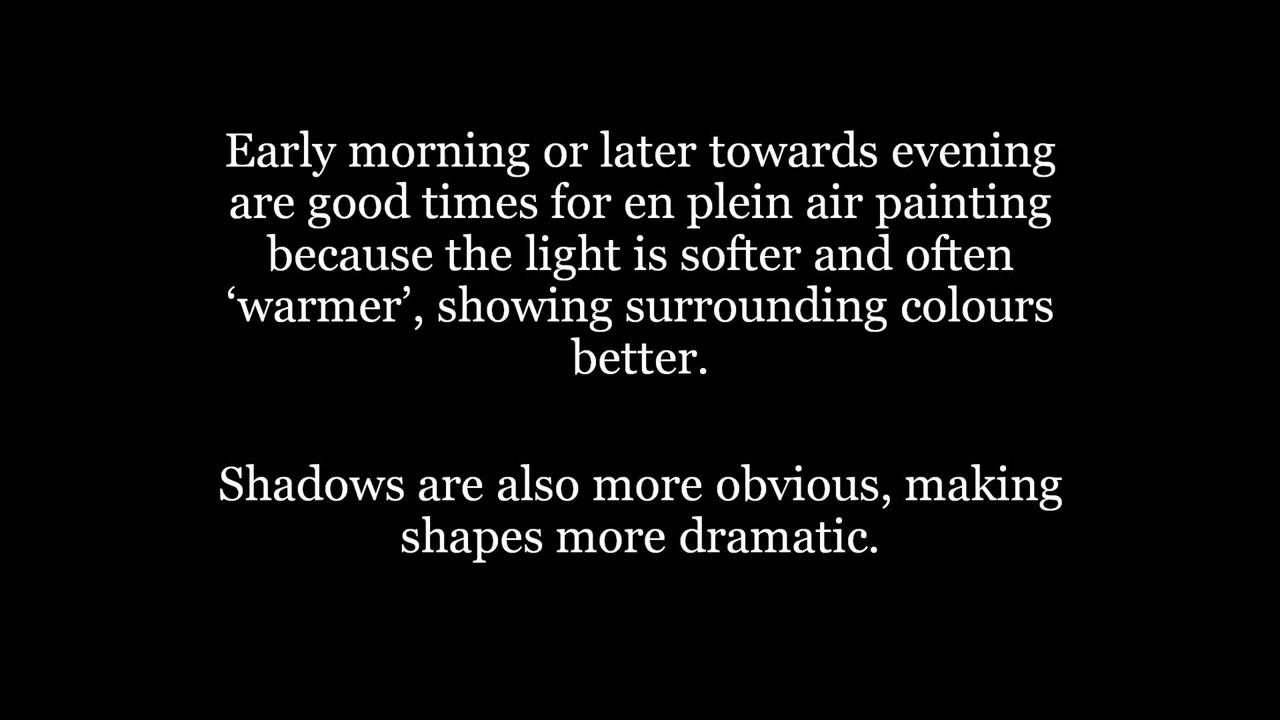 Early morning or later towards evening
are good times for en plein air painting
because the light is softer and often
‘warmer’, showing surrounding colours
better.
Shadows are also more obvious, making
shapes more dramatic.